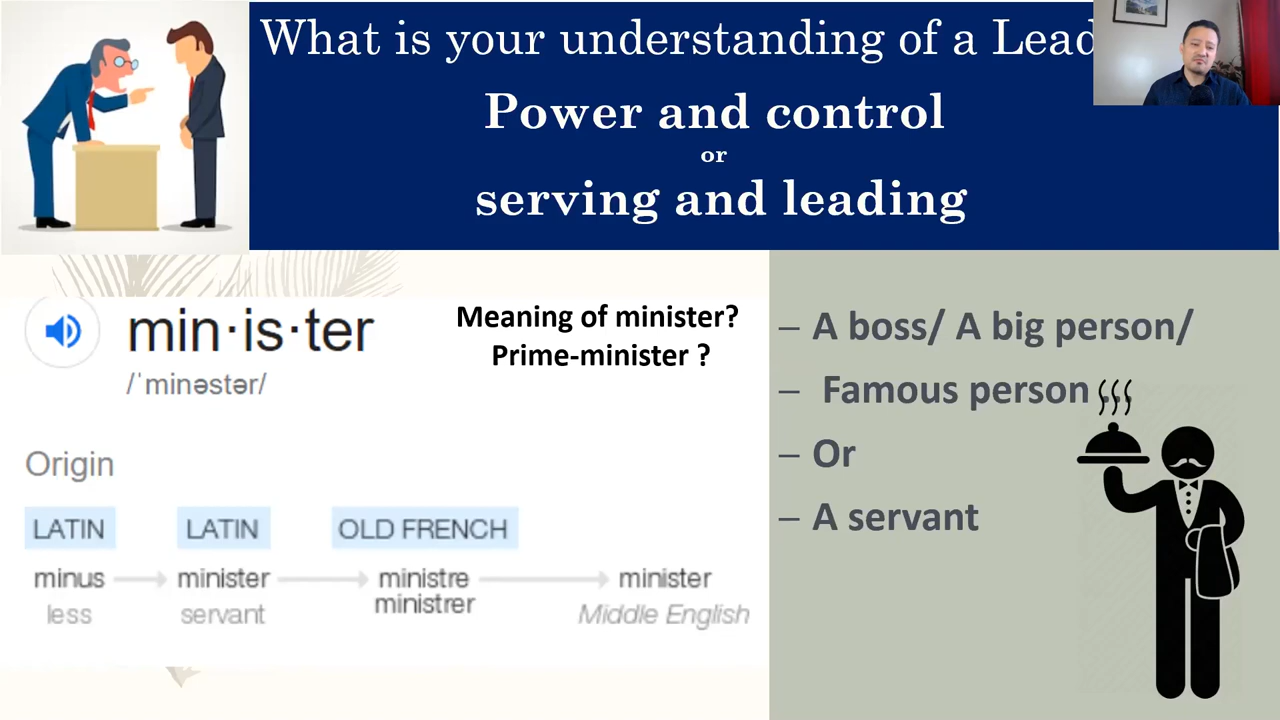 What is your understanding of a Lead
Power and control
or
serving and leading
min·is·ter
/ˈminəstər/
Meaning of minister?
Prime-minister ?
Origin
LATIN
LATIN
OLD FRENCH
minus
minister
ministre
ministrer
minister
less
servant
Middle English
– A boss/ A big person/
– Famous person
– Or
– A servant